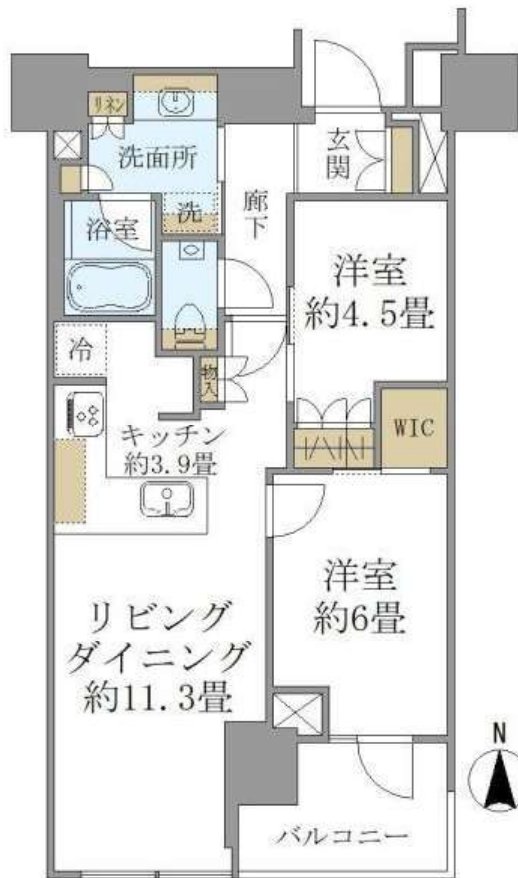 リネン
洗面所
玄関
洗
廊下
浴室
洋室
約4.5畳
冷
物入
WIC
キッチン
約3.9畳
洋室
約6畳
リビング
ダイニング
約11.3畳
N
バルコニー